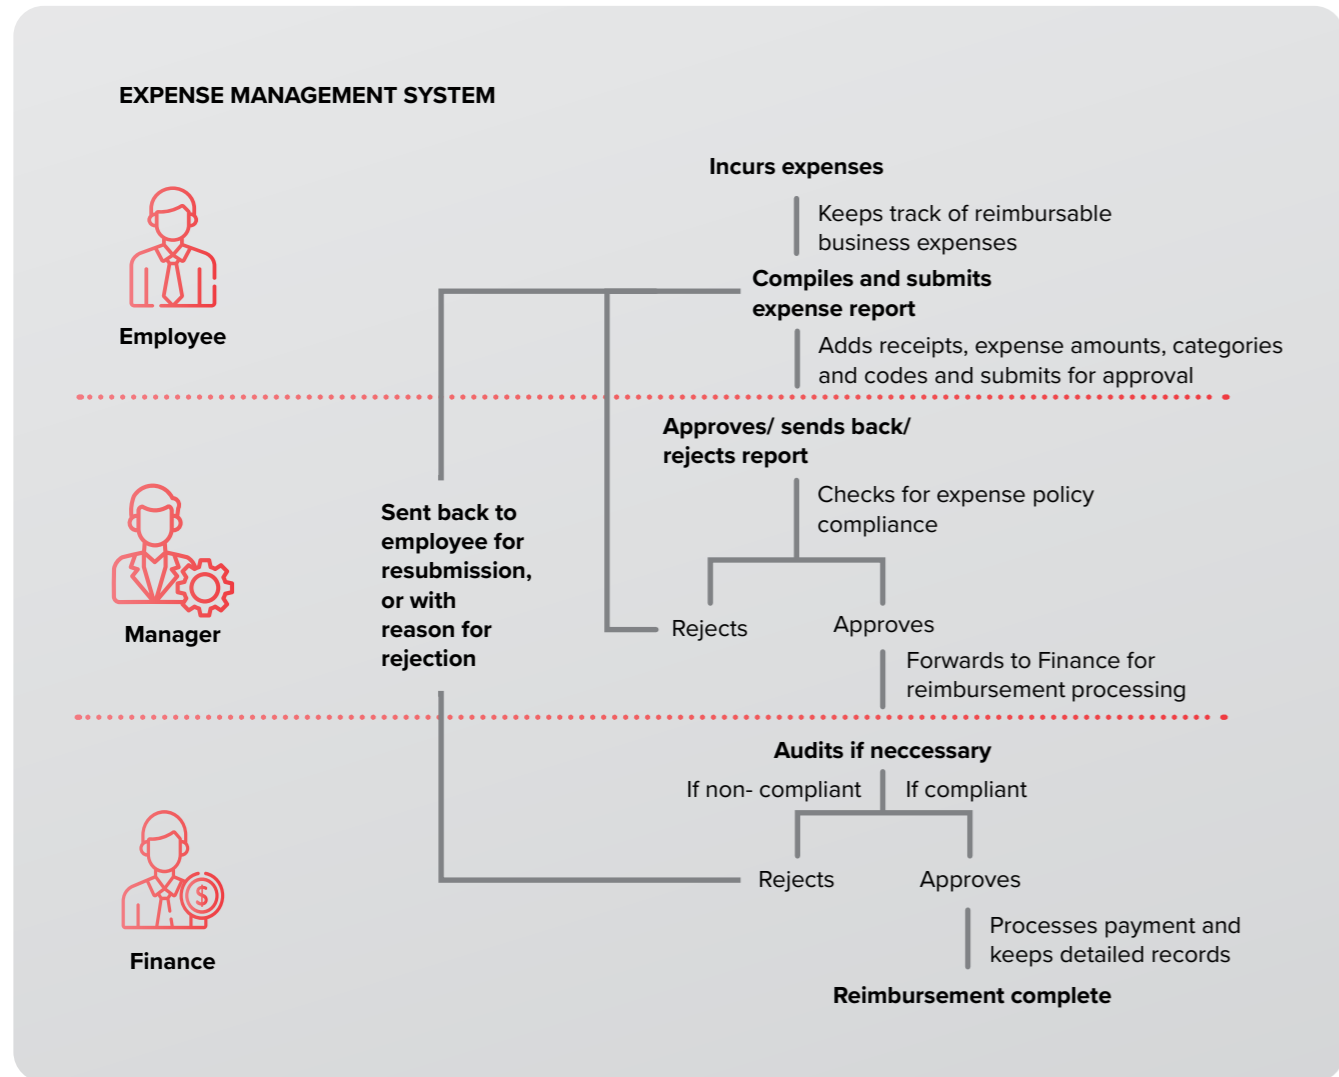 EXPENSE MANAGEMENT SYSTEM
Incurs expenses
Keeps track of reimbursable
business expenses
Compiles and submits
expense report
Employee
Adds receipts, expense amounts, categories
and codes and submits for approval
Approves/ sends back/
rejects report
Checks for expense policy
compliance
Sent back to
employee for
resubmission,
or with
reason for
rejection
Manager
Rejects
Approves
Forwards to Finance for
reimbursement processing
Audits if neccessary
If non- compliant
If compliant
$
Rejects
Approves
Finance
Processes payment and
keeps detailed records
Reimbursement complete